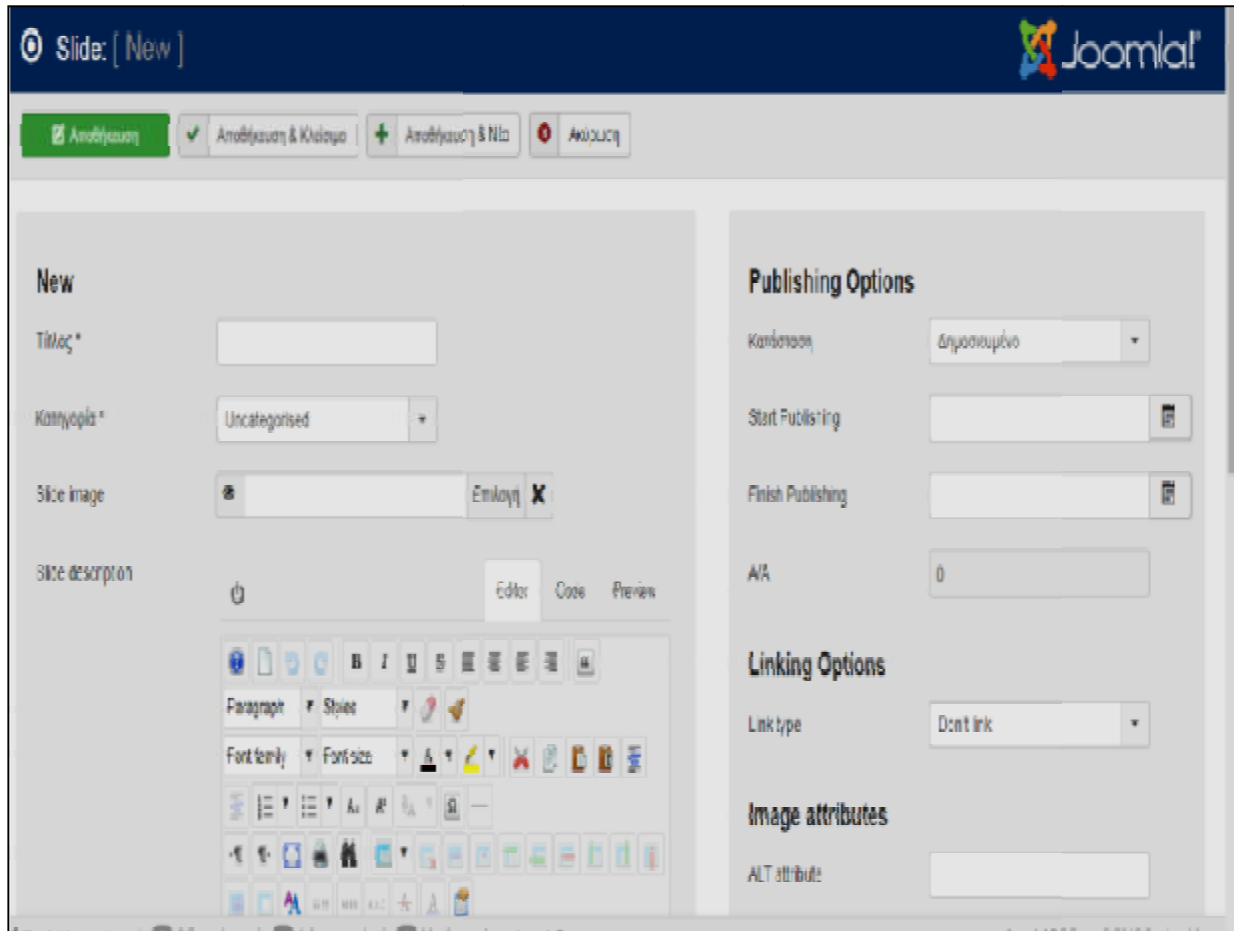 Slide: [ New ]
Joomla!
Αποθήκευση
Αποθήκευση & Κλείσιμο
Αποθήκευση & Νέο
Ακύρωση
New
Τίτλος *
Κατηγορία *
Uncategorised
Slide image
Επιλογή
Slide description
Editor Code Preview
Paragraph Styles
Font family Font size
Publishing Options
Κατάσταση
Δημοσιευμένο
Start Publishing
Finish Publishing
Α/Α
0
Linking Options
Link type
Don't link
Image attributes
ALT attribute